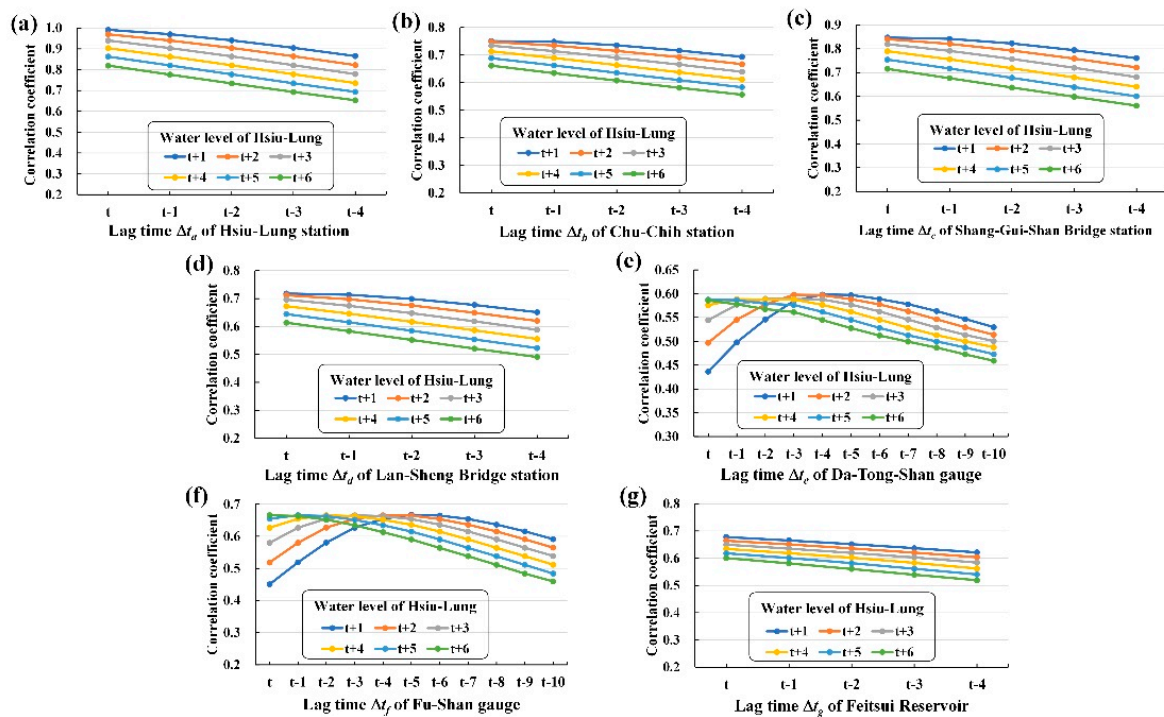 (a)
Correlation coefficient
1.0
0.9
0.8
0.7
0.6
0.5
0.4
0.3
0.2
Water level of Hsiu-Lung
t+1 t+2 t+3
t+4 t+5 t+6
t t-1 t-2 t-3 t-4
Lag time Δta of Hsiu-Lung station
(b)
Correlation coefficient
0.8
0.7
0.6
0.5
0.4
0.3
0.2
Water level of Hsiu-Lung
t+1 t+2 t+3
t+4 t+5 t+6
t t-1 t-2 t-3 t-4
Lag time Δtb of Chu-Chih station
(c)
Correlation coefficient
0.9
0.8
0.7
0.6
0.5
0.4
0.3
0.2
Water level of Hsiu-Lung
t+1 t+2 t+3
t+4 t+5 t+6
t t-1 t-2 t-3 t-4
Lag time Δtc of Shang-Gui-Shan Bridge station
(d)
Correlation coefficient
0.8
0.7
0.6
0.5
0.4
0.3
0.2
Water level of Hsiu-Lung
t+1 t+2 t+3
t+4 t+5 t+6
t t-1 t-2 t-3 t-4
Lag time Δtd of Lan-Sheng Bridge station
(e)
Correlation coefficient
0.65
0.60
0.55
0.50
0.45
0.40
0.35
0.30
Water level of Hsiu-Lung
t+1 t+2 t+3
t+4 t+5 t+6
t t-1 t-2 t-3 t-4 t-5 t-6 t-7 t-8 t-9 t-10
Lag time Δte of Da-Tong-Shan gauge
(f)
Correlation coefficient
0.7
0.6
0.5
0.4
0.3
0.2
Water level of Hsiu-Lung
t+1 t+2 t+3
t+4 t+5 t+6
t t-1 t-2 t-3 t-4 t-5 t-6 t-7 t-8 t-9 t-10
Lag time Δtf of Fu-Shan gauge
(g)
Correlation coefficient
0.8
0.7
0.6
0.5
0.4
0.3
0.2
Water level of Hsiu-Lung
t+1 t+2 t+3
t+4 t+5 t+6
t t-1 t-2 t-3 t-4
Lag time Δtg of Feitsui Reservoir